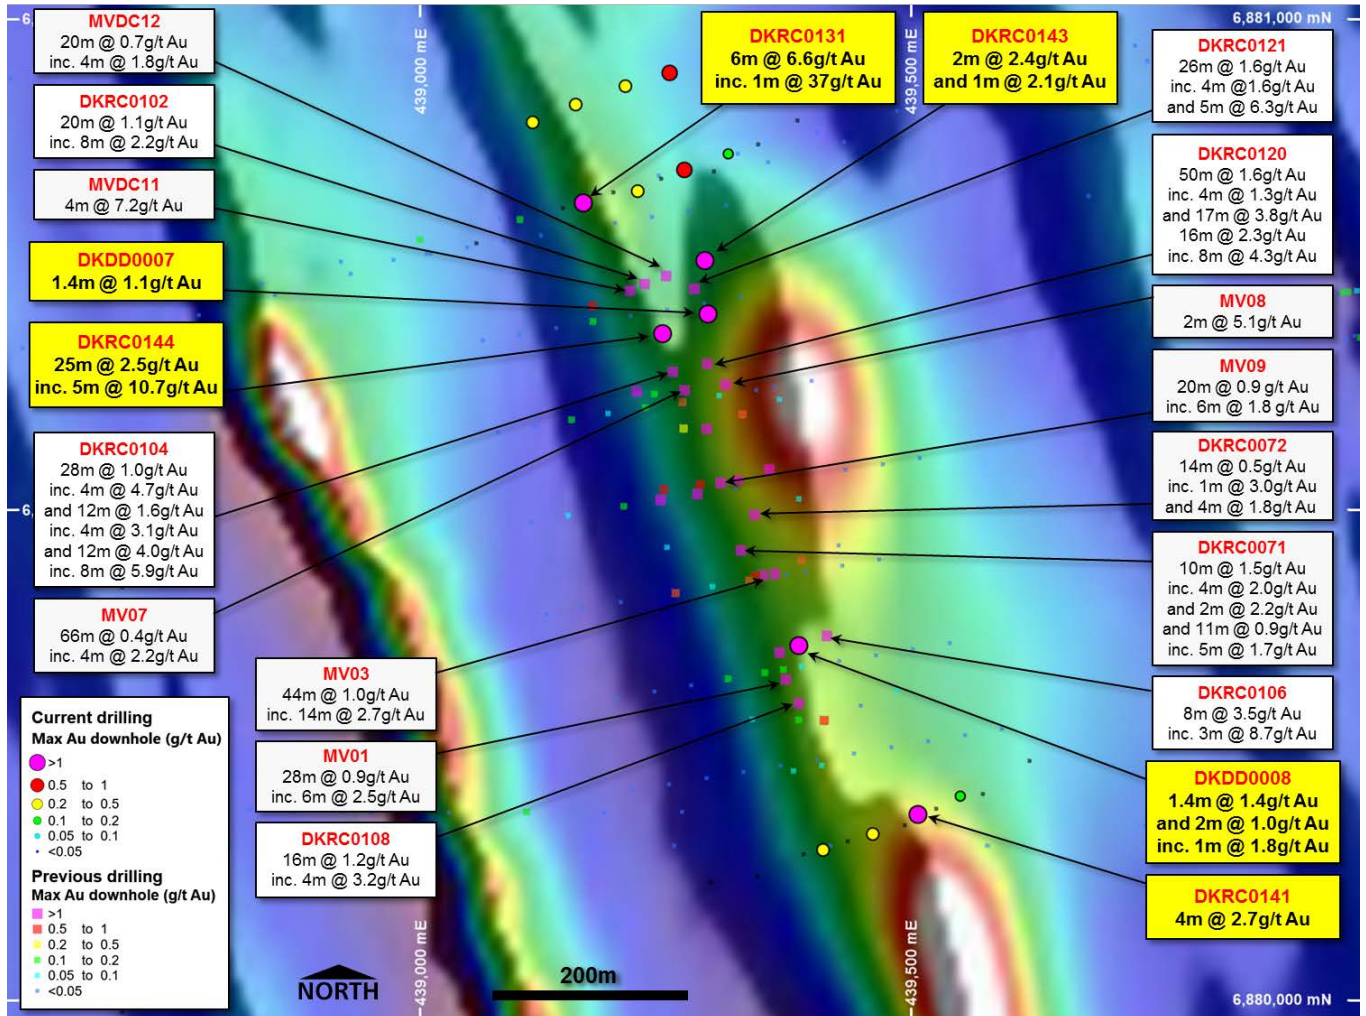 6,
439,000 mE
439,500 mE
6,881,000 mN
MVDC12
20m @ 0.7g/t Au
inc. 4m @ 1.8g/t Au
DKRC0102
20m @ 1.1g/t Au
inc. 8m @ 2.2g/t Au
MVDC11
4m @ 7.2g/t Au
DKDD0007
1.4m @ 1.1g/t Au
DKRC0144
25m @ 2.5g/t Au
inc. 5m @ 10.7g/t Au
DKRC0104
28m @ 1.0g/t Au
inc. 4m @ 4.7g/t Au
and 12m @ 1.6g/t Au
inc. 4m @ 3.1g/t Au
and 12m @ 4.0g/t Au
inc. 8m @ 5.9g/t Au
MV07
66m @ 0.4g/t Au
inc. 4m @ 2.2g/t Au
6,
DKRC0131
6m @ 6.6g/t Au
inc. 1m @ 37g/t Au
DKRC0143
2m @ 2.4g/t Au
and 1m @ 2.1g/t Au
DKRC0121
26m @ 1.6g/t Au
inc. 4m @1.6g/t Au
and 5m @ 6.3g/t Au
DKRC0120
50m @ 1.6g/t Au
inc. 4m @ 1.3g/t Au
and 17m @ 3.8g/t Au
16m @ 2.3g/t Au
inc. 8m @ 4.3g/t Au
MV08
2m @ 5.1g/t Au
MV09
20m @ 0.9 g/t Au
inc. 6m @ 1.8 g/t Au
DKRC0072
14m @ 0.5g/t Au
inc. 1m @ 3.0g/t Au
and 4m @ 1.8g/t Au
DKRC0071
10m @ 1.5g/t Au
inc. 4m @ 2.0g/t Au
and 2m @ 2.2g/t Au
and 11m @ 0.9g/t Au
inc. 5m @ 1.7g/t Au
DKRC0106
8m @ 3.5g/t Au
inc. 3m @ 8.7g/t Au
DKDD0008
1.4m @ 1.4g/t Au
and 2m @ 1.0g/t Au
inc. 1m @ 1.8g/t Au
DKRC0141
4m @ 2.7g/t Au
MV03
44m @ 1.0g/t Au
inc. 14m @ 2.7g/t Au
MV01
28m @ 0.9g/t Au
inc. 6m @ 2.5g/t Au
DKRC0108
16m @ 1.2g/t Au
inc. 4m @ 3.2g/t Au
Current drilling
Max Au downhole (g/t Au)
>1
0.5 to 1
0.2 to 0.5
0.1 to 0.2
0.05 to 0.1
<0.05
Previous drilling
Max Au downhole (g/t Au)
>1
0.5 to 1
0.2 to 0.5
0.1 to 0.2
0.05 to 0.1
<0.05
NORTH
439,000 mE
200m
439,500 mE
6,880,000 mN